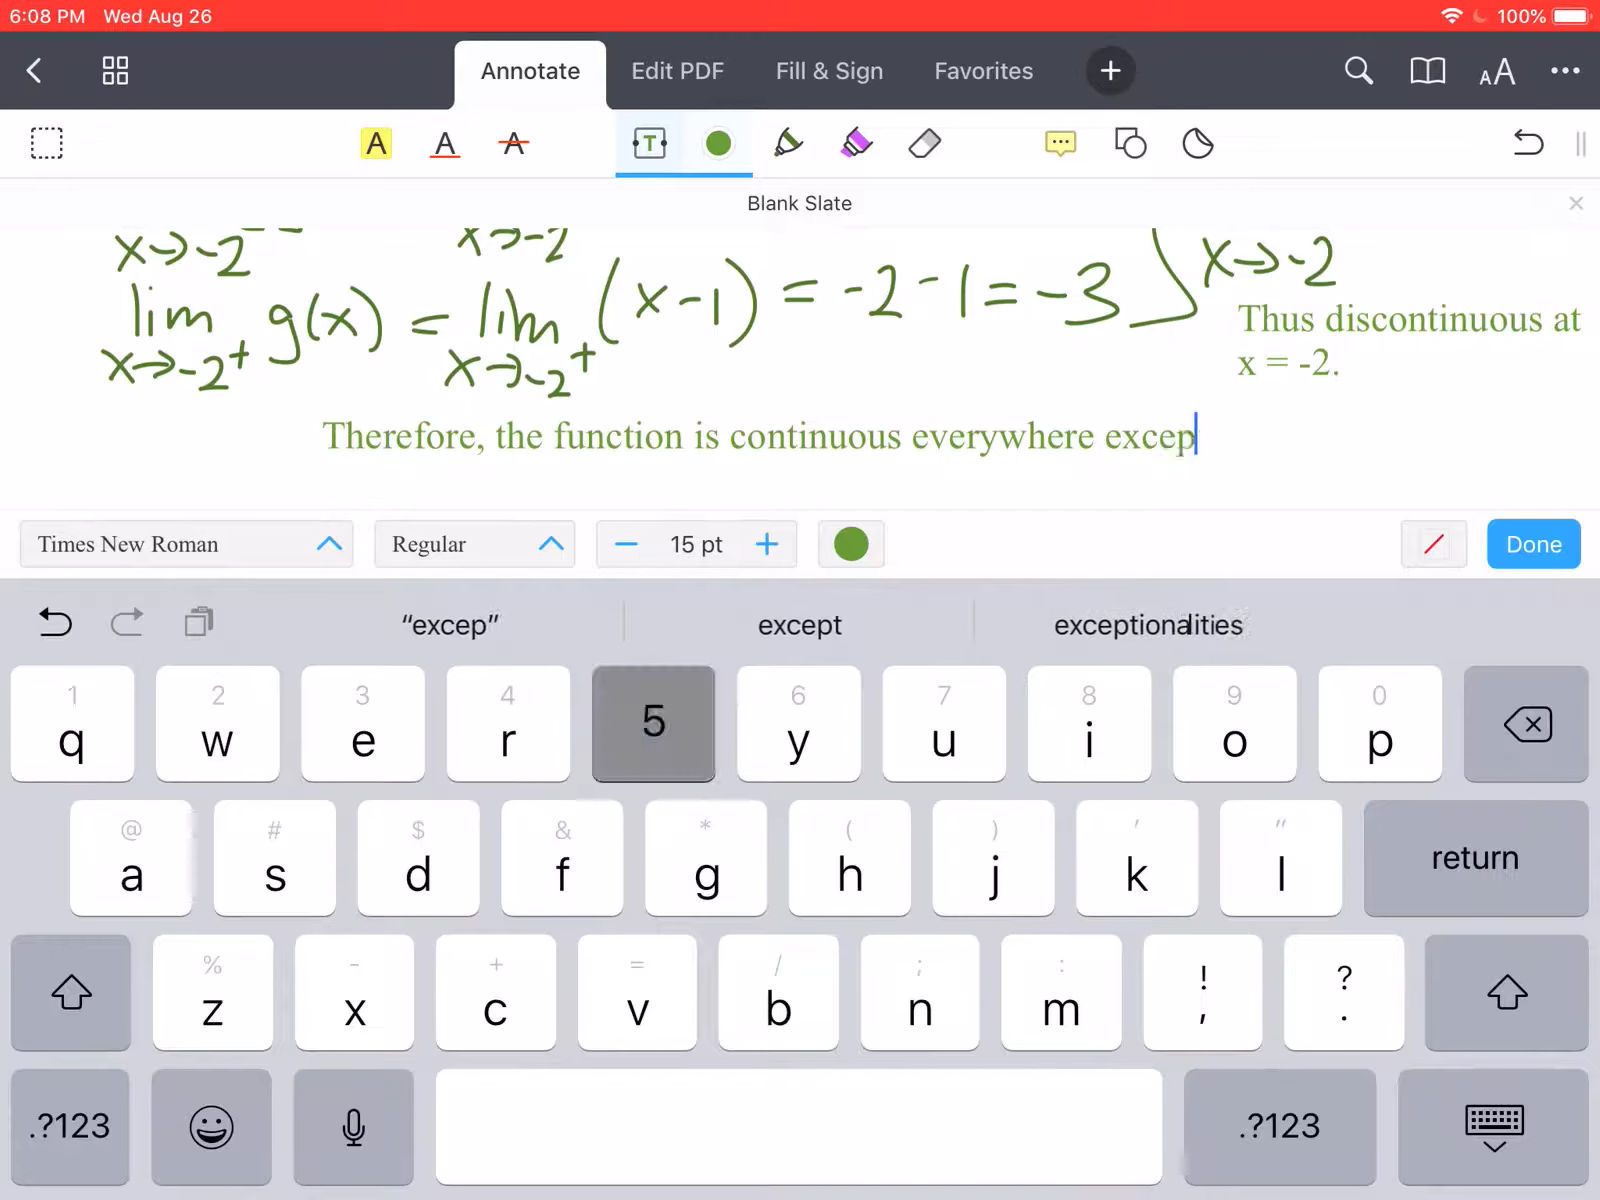 6:08 PM Wed Aug 26 100%
Annotate Edit PDF Fill & Sign Favorites + AA
A A A T
Blank Slate
x→-2 x→-2 x→-2
lim g(x) = lim (x-1) = -2-1 = -3
x→-2⁺ x→-2⁺
Thus discontinuous at
x = -2.
Therefore, the function is continuous everywhere excep
Times New Roman Regular − 15 pt + Done
“excep” except exceptionalities
1 2 3 4 5 6 7 8 9 0
q w e r y u i o p
@ # $ & * ( ) ' "
a s d f g h j k l return
% - + = / ; : ! ?
z x c v b n m , .
.?123 .?123